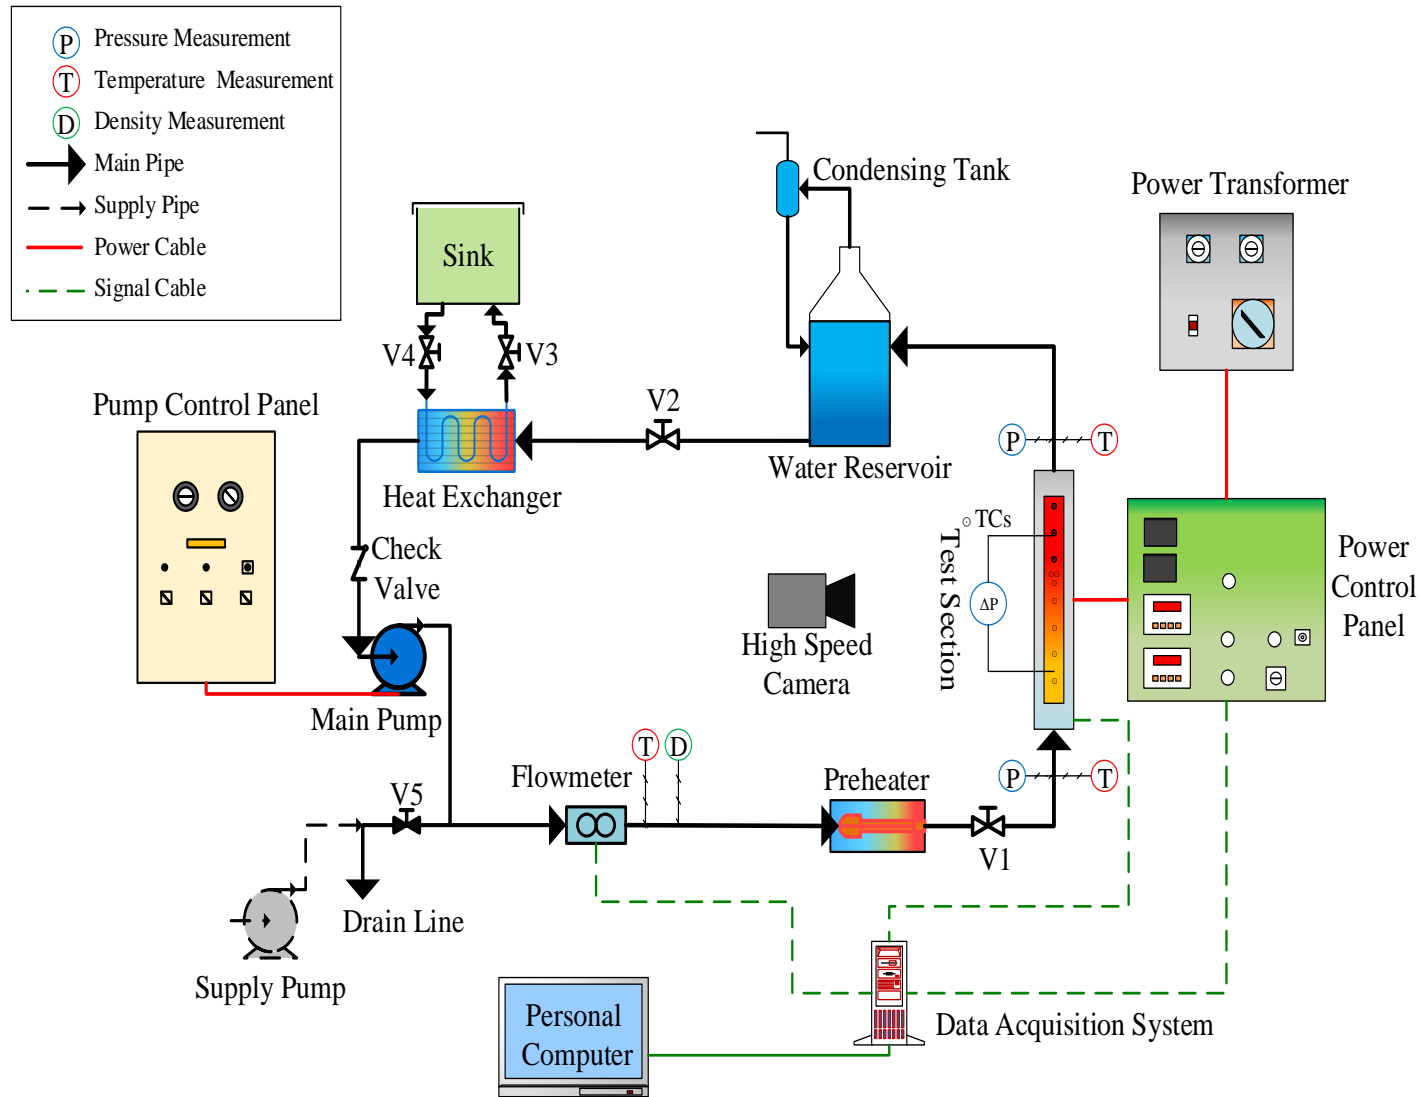 P Pressure Measurement
T Temperature Measurement
D Density Measurement
Main Pipe
Supply Pipe
Power Cable
Signal Cable
Condensing Tank
Power Transformer
Sink
V4
V3
Pump Control Panel
V2
Water Reservoir
P
T
Heat Exchanger
TCs
Check
Valve
Test Section
ΔP
Power
Control
Panel
High Speed
Camera
Main Pump
T
D
Flowmeter
Preheater
P
T
V5
V1
Drain Line
Supply Pump
Personal
Computer
Data Acquisition System